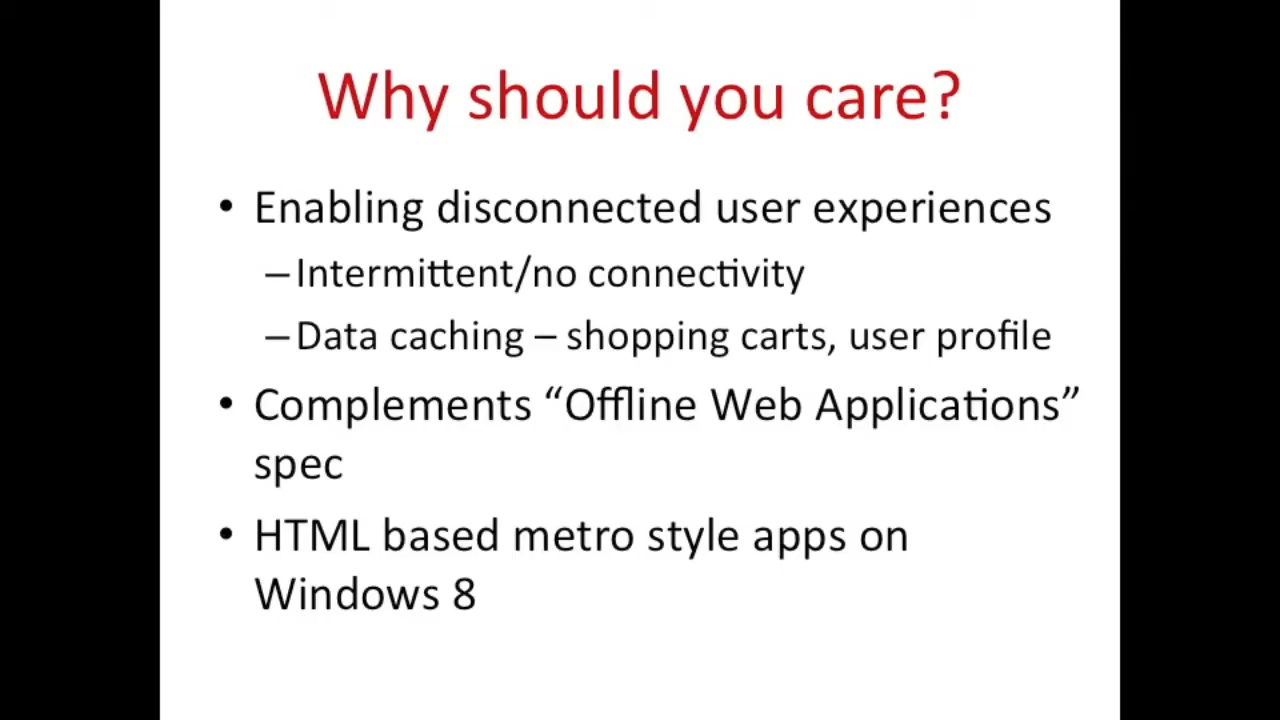 Why should you care?
• Enabling disconnected user experiences
– Intermittent/no connectivity
– Data caching – shopping carts, user profile
• Complements “Offline Web Applications”
spec
• HTML based metro style apps on
Windows 8